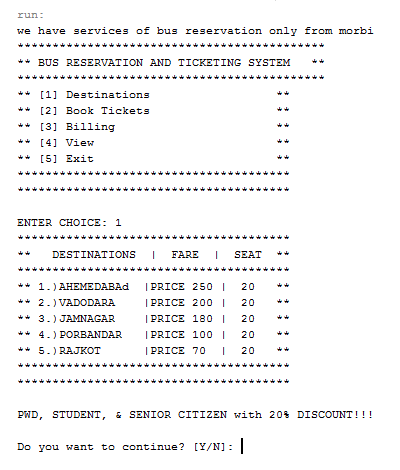 run:
we have services of bus reservation only from morbi
*******************************************
** BUS RESERVATION AND TICKETING SYSTEM   **
*******************************************
** [1] Destinations                  **
** [2] Book Tickets                  **
** [3] Billing                       **
** [4] View                          **
** [5] Exit                          **
**************************************
**************************************
ENTER CHOICE: 1
**************************************
**   DESTINATIONS  |  FARE  |  SEAT  **
**************************************
** 1.)AHEMEDABAd  |PRICE 250 |  20   **
** 2.)VADODARA    |PRICE 200 |  20   **
** 3.)JAMNAGAR    |PRICE 180 |  20   **
** 4.)PORBANDAR   |PRICE 100 |  20   **
** 5.)RAJKOT      |PRICE 70  |  20   **
**************************************
**************************************
PWD, STUDENT, & SENIOR CITIZEN with 20% DISCOUNT!!!
Do you want to continue? [Y/N]: